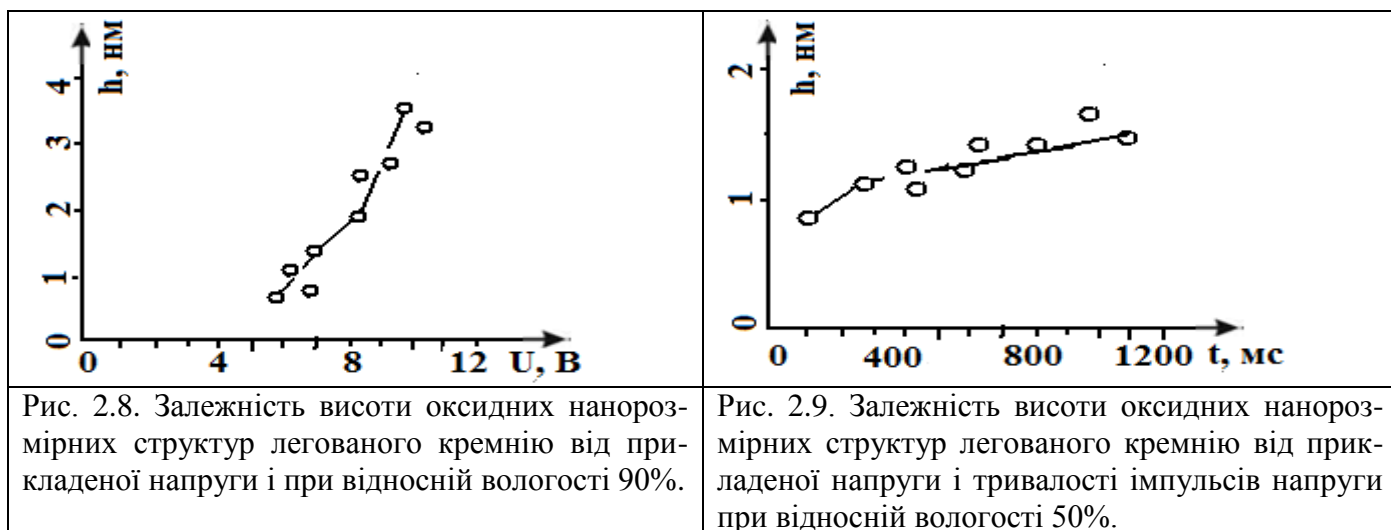 h, нм
4
3
2
1
0
0 4 8 12 U, В
h, нм
2
1
0
0 400 800 1200 t, мс
Рис. 2.8. Залежність висоти оксидних нанороз-
мірних структур легованого кремнію від при-
кладеної напруги і при відносній вологості 90%.
Рис. 2.9. Залежність висоти оксидних нанороз-
мірних структур легованого кремнію від прик-
ладеної напруги і тривалості імпульсів напруги
при відносній вологості 50%.